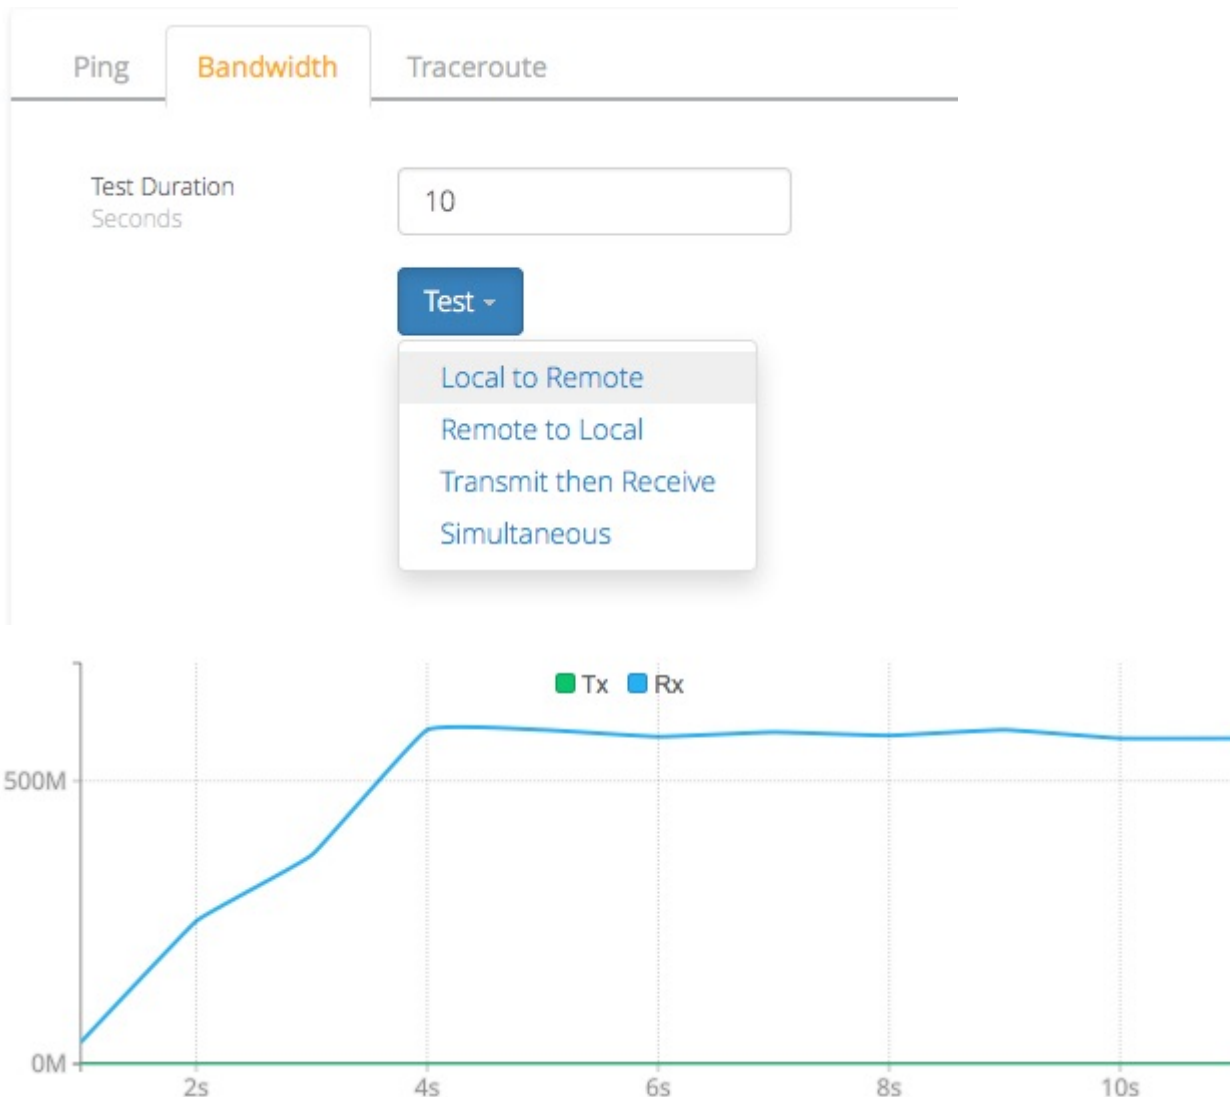 Ping Bandwidth Traceroute
Test Duration
Seconds
10
Test
Local to Remote
Remote to Local
Transmit then Receive
Simultaneous
Tx Rx
500M
0M
2s 4s 6s 8s 10s